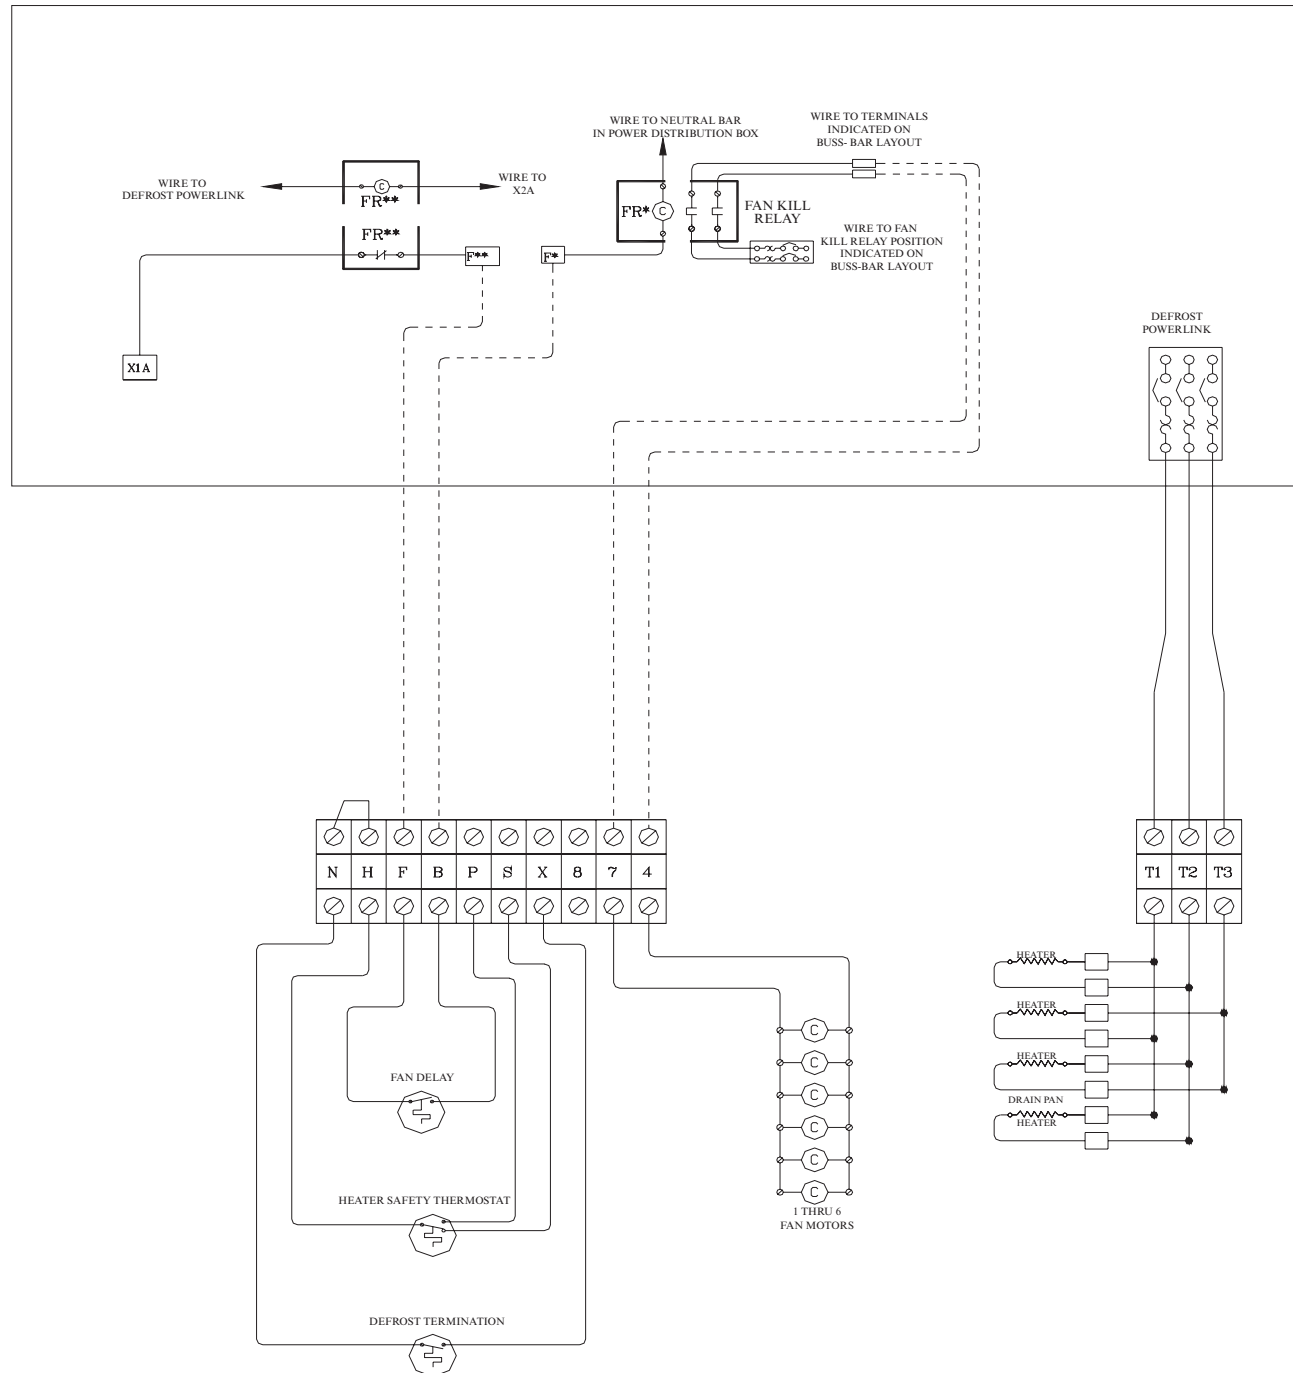 WIRE TO NEUTRAL BAR
IN POWER DISTRIBUTION BOX
WIRE TO TERMINALS
INDICATED ON
BUSS- BAR LAYOUT
WIRE TO
DEFROST POWERLINK
C
FR**
WIRE TO
X2A
FR**
F**
F*
FR*
C
FAN KILL
RELAY
WIRE TO FAN
KILL RELAY POSITION
INDICATED ON
BUSS-BAR LAYOUT
X1A
DEFROST
POWERLINK
N H F B P S X 8 7 4
T1 T2 T3
HEATER
HEATER
HEATER
DRAIN PAN
HEATER
C
C
C
C
C
C
1 THRU 6
FAN MOTORS
FAN DELAY
HEATER SAFETY THERMOSTAT
DEFROST TERMINATION